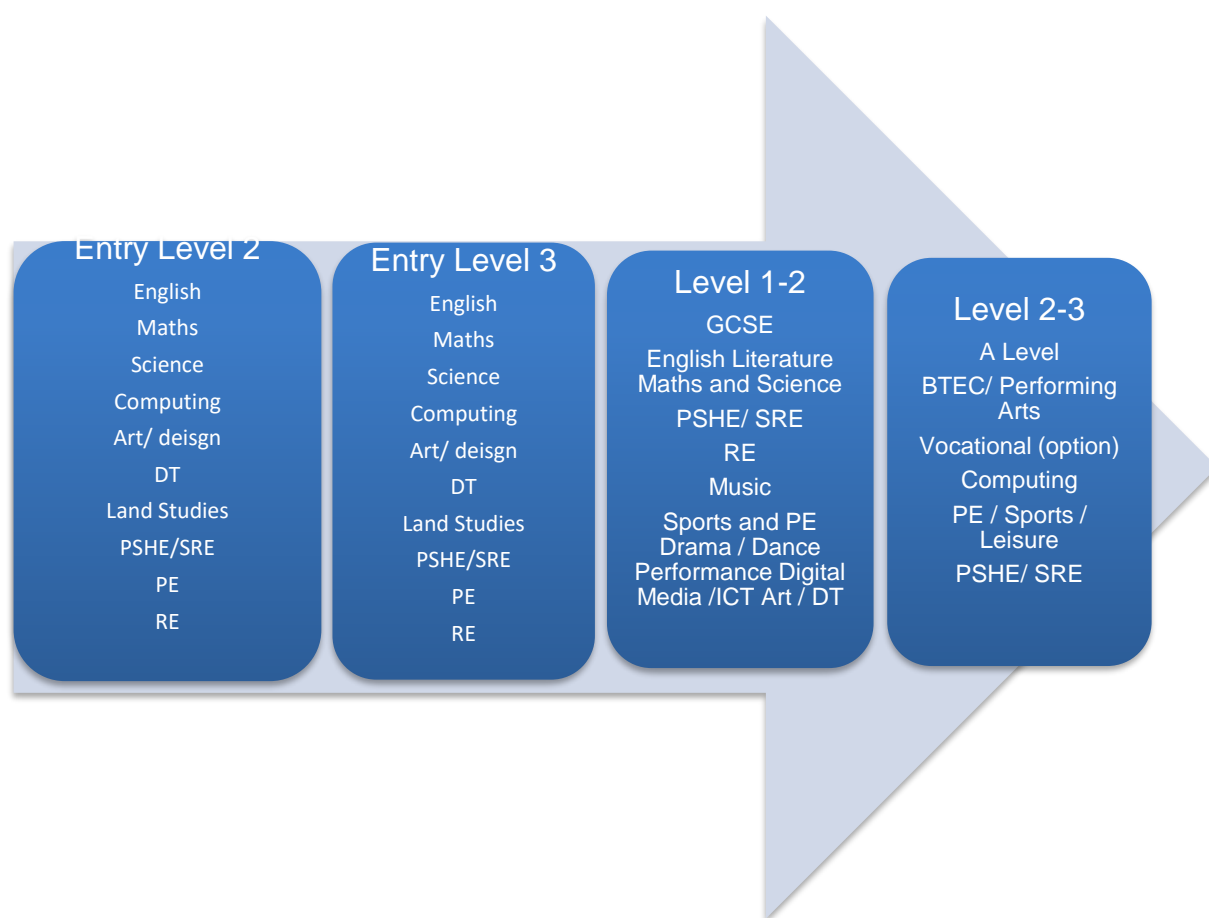 Entry Level 2
English
Maths
Science
Computing
Art/ deisgn
DT
Land Studies
PSHE/SRE
PE
RE
Entry Level 3
English
Maths
Science
Computing
Art/ deisgn
DT
Land Studies
PSHE/SRE
PE
RE
Level 1-2
GCSE
English Literature
Maths and Science
PSHE/ SRE
RE
Music
Sports and PE
Drama / Dance
Performance Digital
Media /ICT Art / DT
Level 2-3
A Level
BTEC/ Performing
Arts
Vocational (option)
Computing
PE / Sports /
Leisure
PSHE/ SRE